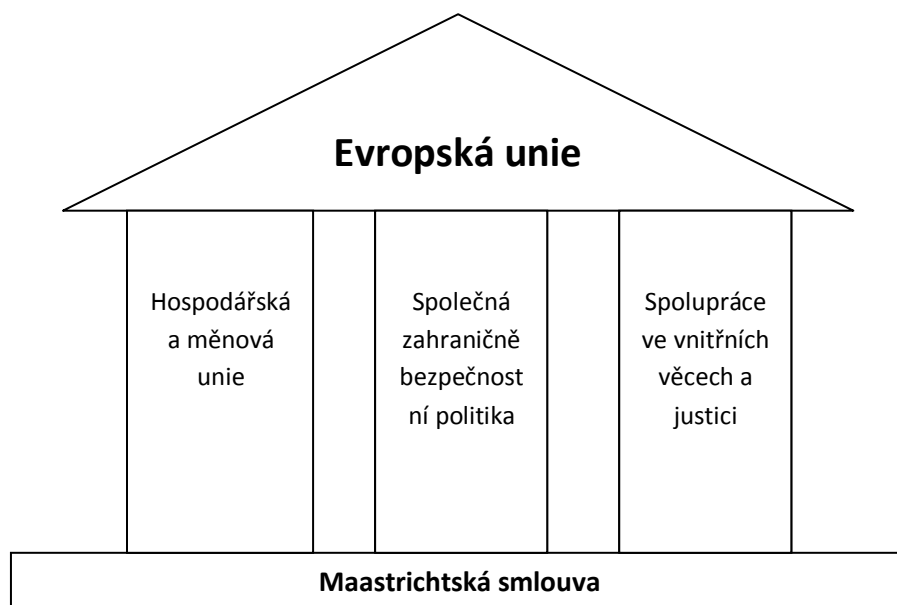 Evropská unie
Hospodářská
a měnová
unie
Společná
zahraničně
bezpečnost
ní politika
Spolupráce
ve vnitřních
věcech a
justici
Maastrichtská smlouva